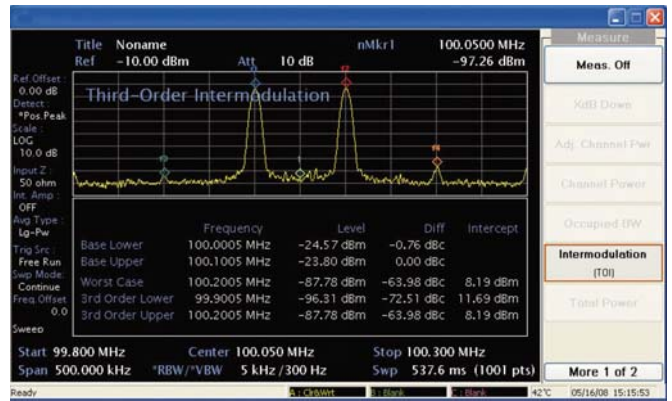 Title Noname nMkr1 100.0500 MHz
Ref -10.00 dBm Att 10 dB -97.26 dBm
Measure
Meas. Off
XdB Down
Adj. Channel Pwr
Channel Power
Occupied BW
Intermodulation
(TOI)
Total Power
More 1 of 2
Ref.Offset :
0.00 dB
Detect :
*Pos.Peak
Scale :
LOG
10.0 dB
Input Z :
50 ohm
Int. Amp :
OFF
Avg Type :
Lg-Pw
Trig Src :
Free Run
Swp Mode:
Continue
Freq Offset
0.0
Sweep
Third-Order Intermodulation
Frequency Level Diff Intercept
Base Lower 100.0005 MHz -24.57 dBm -0.76 dBc
Base Upper 100.1005 MHz -23.80 dBm 0.00 dBc
Worst Case 100.2005 MHz -87.78 dBm -63.98 dBc 8.19 dBm
3rd Order Lower 99.9005 MHz -96.31 dBm -72.51 dBc 11.69 dBm
3rd Order Upper 100.2005 MHz -87.78 dBm -63.98 dBc 8.19 dBm
Start 99.800 MHz Center 100.050 MHz Stop 100.300 MHz
Span 500.000 kHz *RBW/*VBW 5 kHz /300 Hz Swp 537.6 ms (1001 pts)
Ready A : Clr&Wrt B : Blank C : Blank 42°C 05/16/08 15:15:53